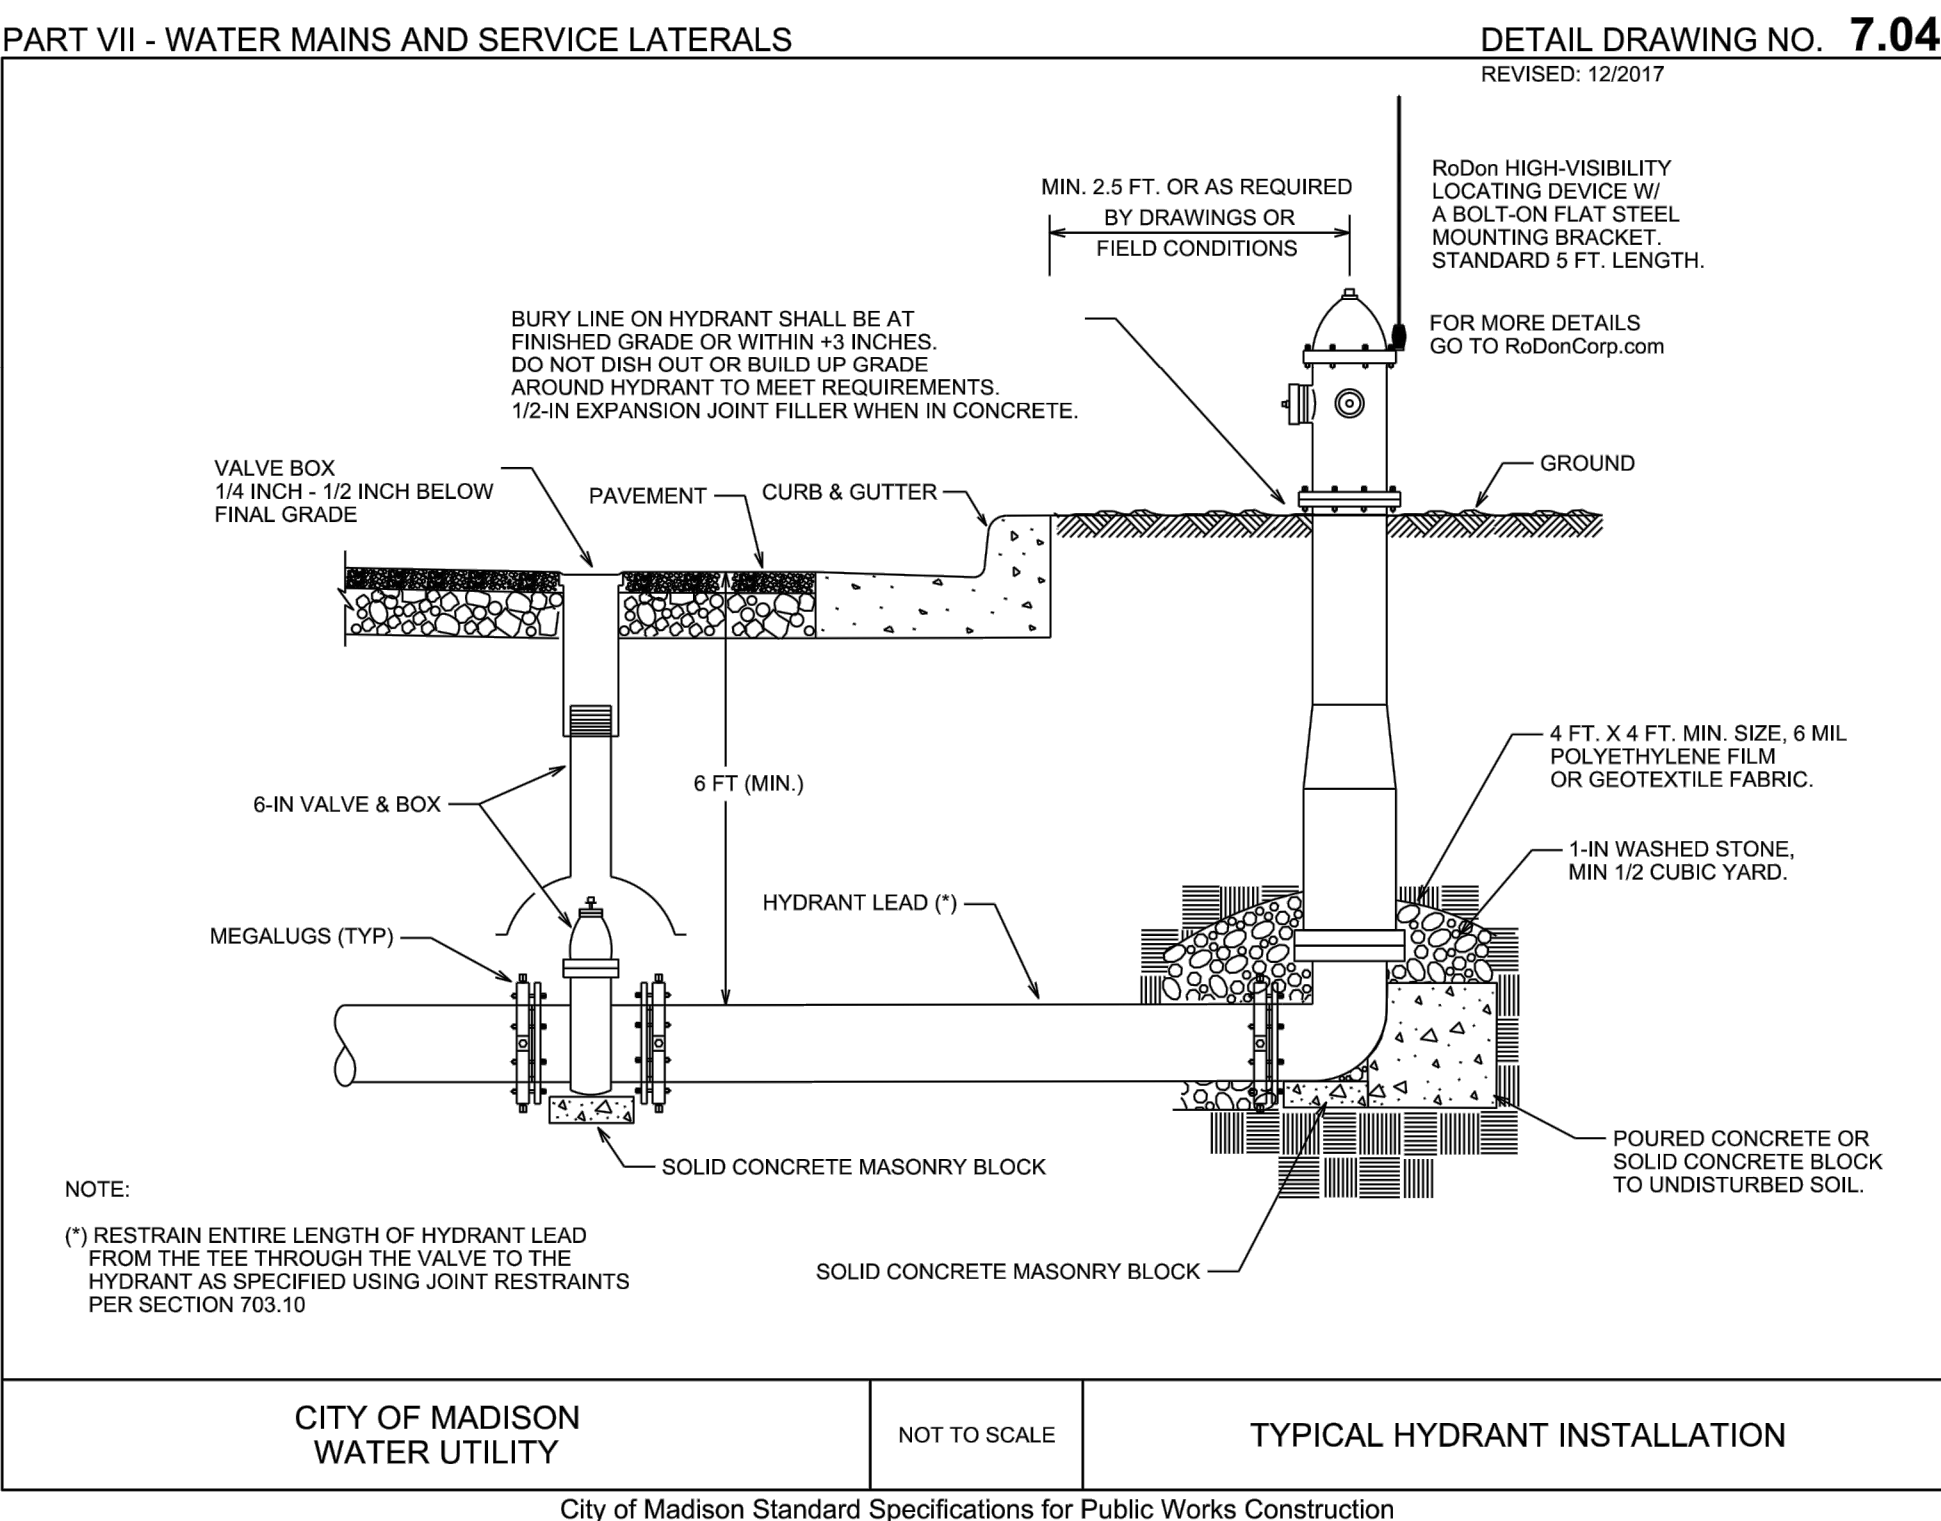 PART VII - WATER MAINS AND SERVICE LATERALS
DETAIL DRAWING NO. 7.04
REVISED: 12/2017
RoDon HIGH-VISIBILITY
LOCATING DEVICE W/
A BOLT-ON FLAT STEEL
MOUNTING BRACKET.
STANDARD 5 FT. LENGTH.
FOR MORE DETAILS
GO TO RoDonCorp.com
MIN. 2.5 FT. OR AS REQUIRED
BY DRAWINGS OR
FIELD CONDITIONS
BURY LINE ON HYDRANT SHALL BE AT
FINISHED GRADE OR WITHIN +3 INCHES.
DO NOT DISH OUT OR BUILD UP GRADE
AROUND HYDRANT TO MEET REQUIREMENTS.
1/2-IN EXPANSION JOINT FILLER WHEN IN CONCRETE.
VALVE BOX
1/4 INCH - 1/2 INCH BELOW
FINAL GRADE
PAVEMENT
CURB & GUTTER
GROUND
4 FT. X 4 FT. MIN. SIZE, 6 MIL
POLYETHYLENE FILM
OR GEOTEXTILE FABRIC.
6 FT (MIN.)
6-IN VALVE & BOX
1-IN WASHED STONE,
MIN 1/2 CUBIC YARD.
HYDRANT LEAD (*)
MEGALUGS (TYP)
SOLID CONCRETE MASONRY BLOCK
POURED CONCRETE OR
SOLID CONCRETE BLOCK
TO UNDISTURBED SOIL.
SOLID CONCRETE MASONRY BLOCK
NOTE:
(*) RESTRAIN ENTIRE LENGTH OF HYDRANT LEAD
FROM THE TEE THROUGH THE VALVE TO THE
HYDRANT AS SPECIFIED USING JOINT RESTRAINTS
PER SECTION 703.10
CITY OF MADISON
WATER UTILITY
NOT TO SCALE
TYPICAL HYDRANT INSTALLATION
City of Madison Standard Specifications for Public Works Construction